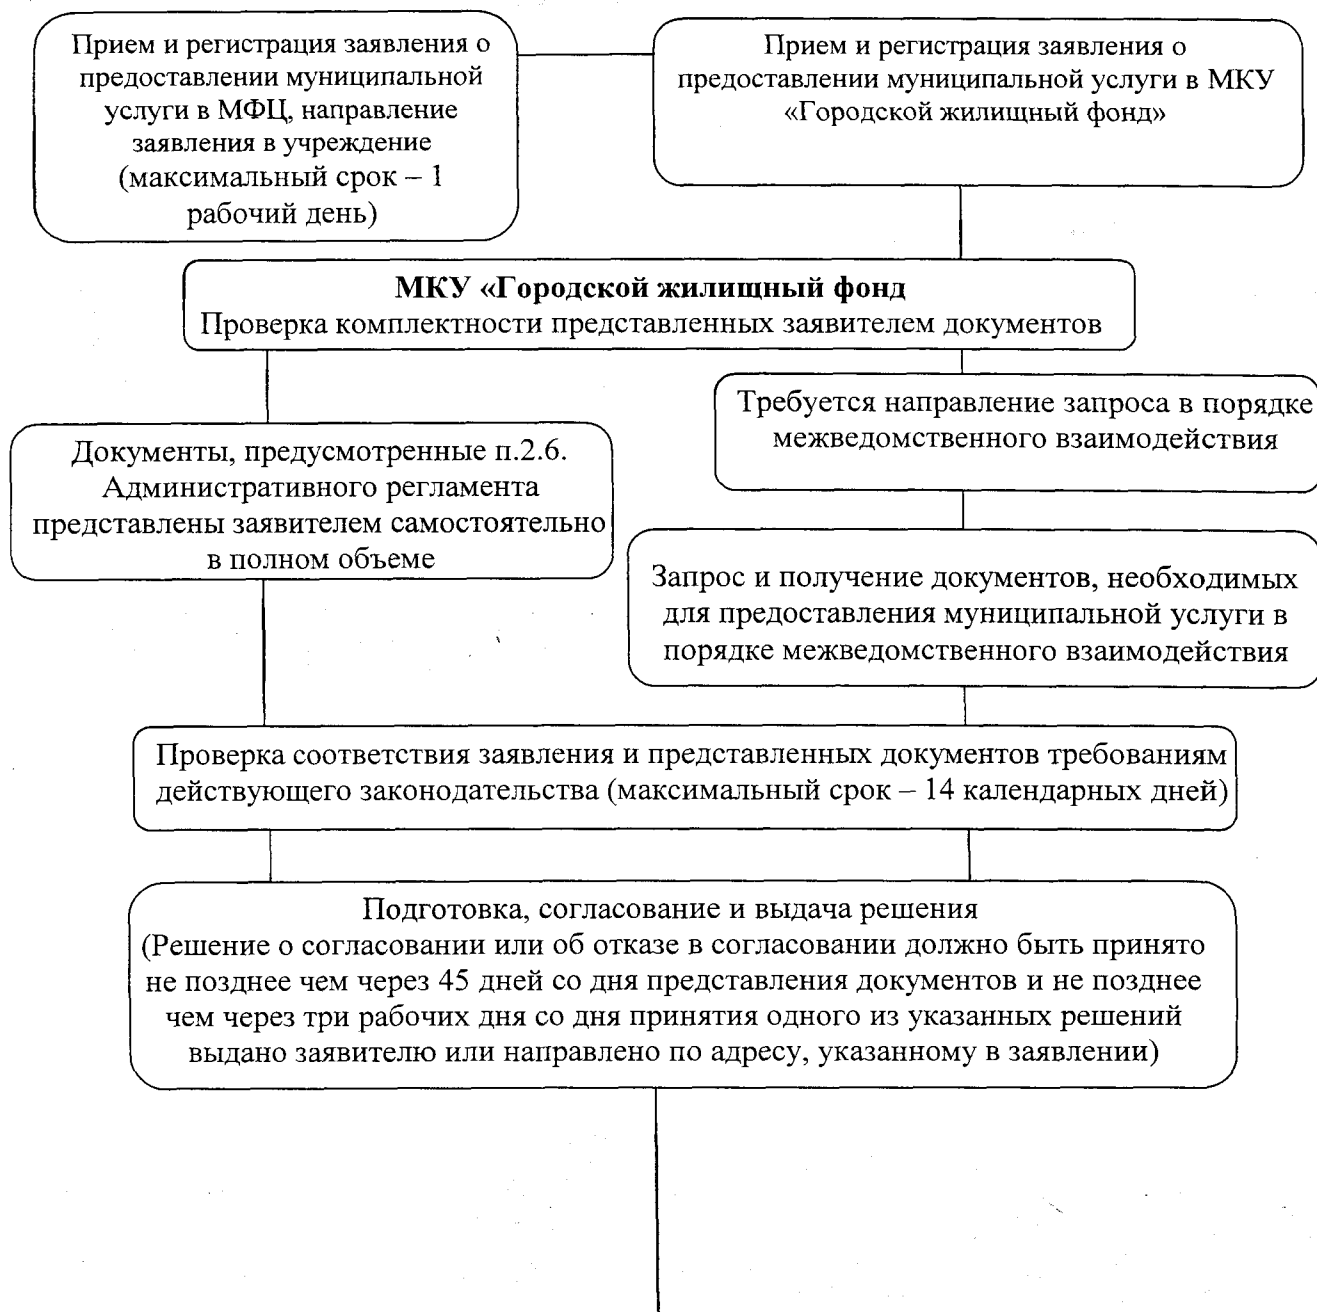 Прием и регистрация заявления о
предоставлении муниципальной
услуги в МФЦ, направление
заявления в учреждение
(максимальный срок – 1
рабочий день)
Прием и регистрация заявления о
предоставлении муниципальной услуги в МКУ
«Городской жилищный фонд»
МКУ «Городской жилищный фонд
Проверка комплектности представленных заявителем документов
Требуется направление запроса в порядке
межведомственного взаимодействия
Документы, предусмотренные п.2.6.
Административного регламента
представлены заявителем самостоятельно
в полном объеме
Запрос и получение документов, необходимых
для предоставления муниципальной услуги в
порядке межведомственного взаимодействия
Проверка соответствия заявления и представленных документов требованиям
действующего законодательства (максимальный срок – 14 календарных дней)
Подготовка, согласование и выдача решения
(Решение о согласовании или об отказе в согласовании должно быть принято
не позднее чем через 45 дней со дня представления документов и не позднее
чем через три рабочих дня со дня принятия одного из указанных решений
выдано заявителю или направлено по адресу, указанному в заявлении)